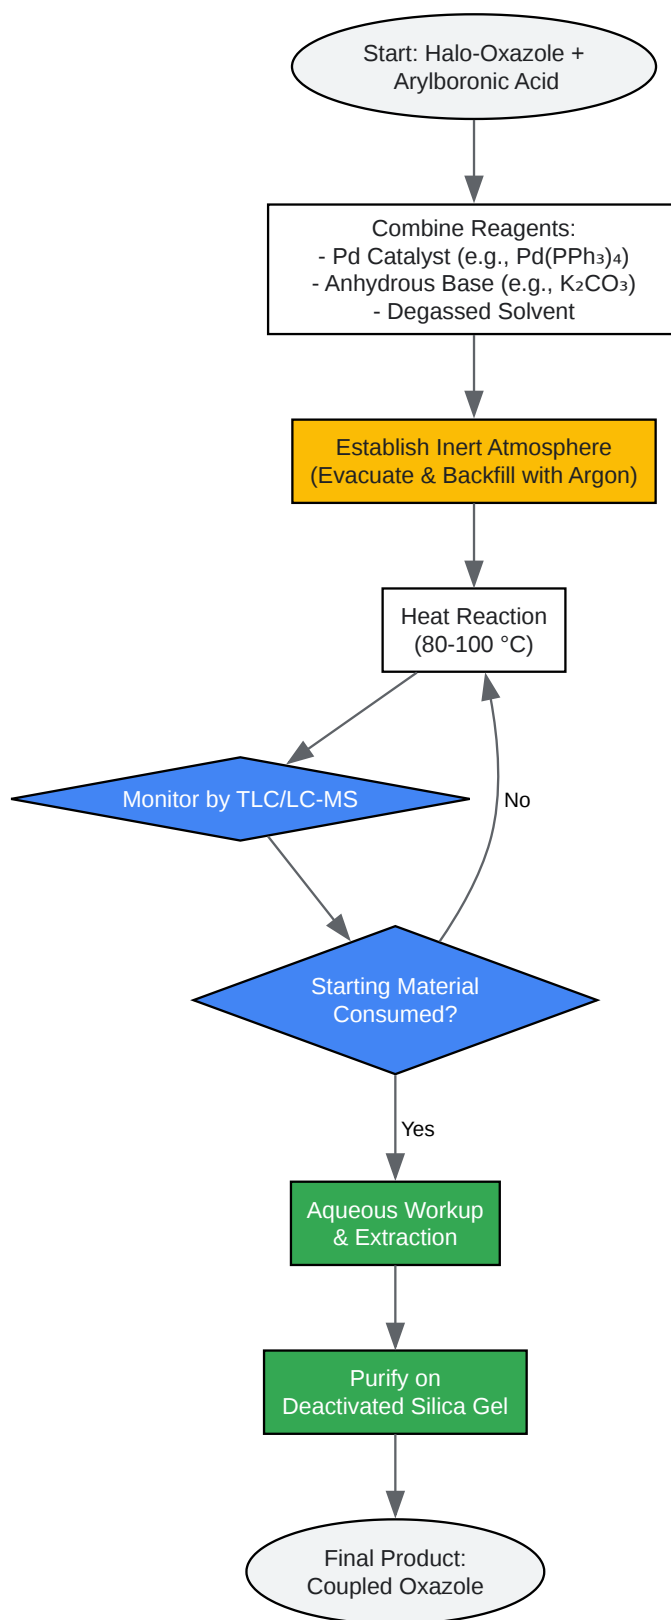 Start: Halo-Oxazole +
Arylboronic Acid
Combine Reagents:
- Pd Catalyst (e.g., Pd(PPh₃)₄)
- Anhydrous Base (e.g., K₂CO₃)
- Degassed Solvent
Establish Inert Atmosphere
(Evacuate & Backfill with Argon)
Heat Reaction
(80-100 °C)
Monitor by TLC/LC-MS
No
Starting Material
Consumed?
Yes
Aqueous Workup
& Extraction
Purify on
Deactivated Silica Gel
Final Product:
Coupled Oxazole